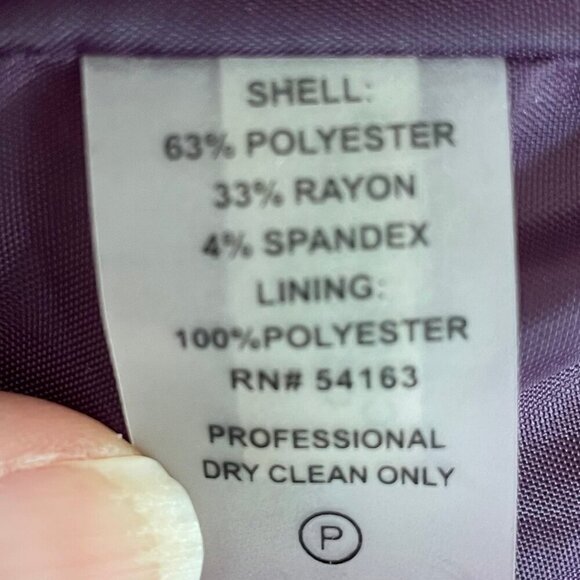 SHELL:
63% POLYESTER
33% RAYON
4% SPANDEX
LINING:
100%POLYESTER
RN# 54163
PROFESSIONAL
DRY CLEAN ONLY
P